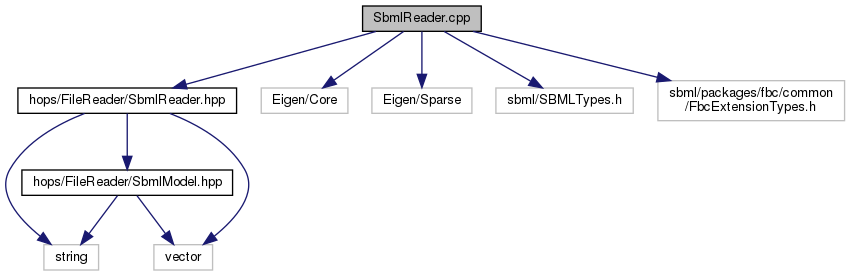 SbmlReader.cpp
hops/FileReader/SbmlReader.hpp
Eigen/Core
Eigen/Sparse
sbml/SBMLTypes.h
sbml/packages/fbc/common
/FbcExtensionTypes.h
hops/FileReader/SbmlModel.hpp
string
vector